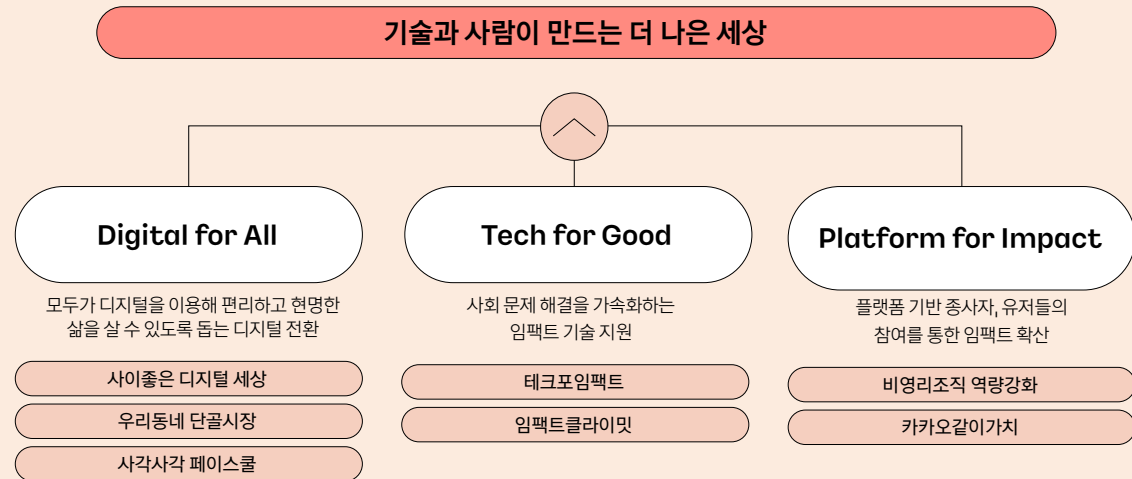 기술과 사람이 만드는 더 나은 세상
Digital for All
모두가 디지털을 이용해 편리하고 현명한
삶을 살 수 있도록 돕는 디지털 전환
사이좋은 디지털 세상
우리동네 단골시장
사각사각 페이스쿨
Tech for Good
사회 문제 해결을 가속화하는
임팩트 기술 지원
테크포임팩트
임팩트클라이밋
Platform for Impact
플랫폼 기반 종사자, 유저들의
참여를 통한 임팩트 확산
비영리조직 역량강화
카카오같이가치